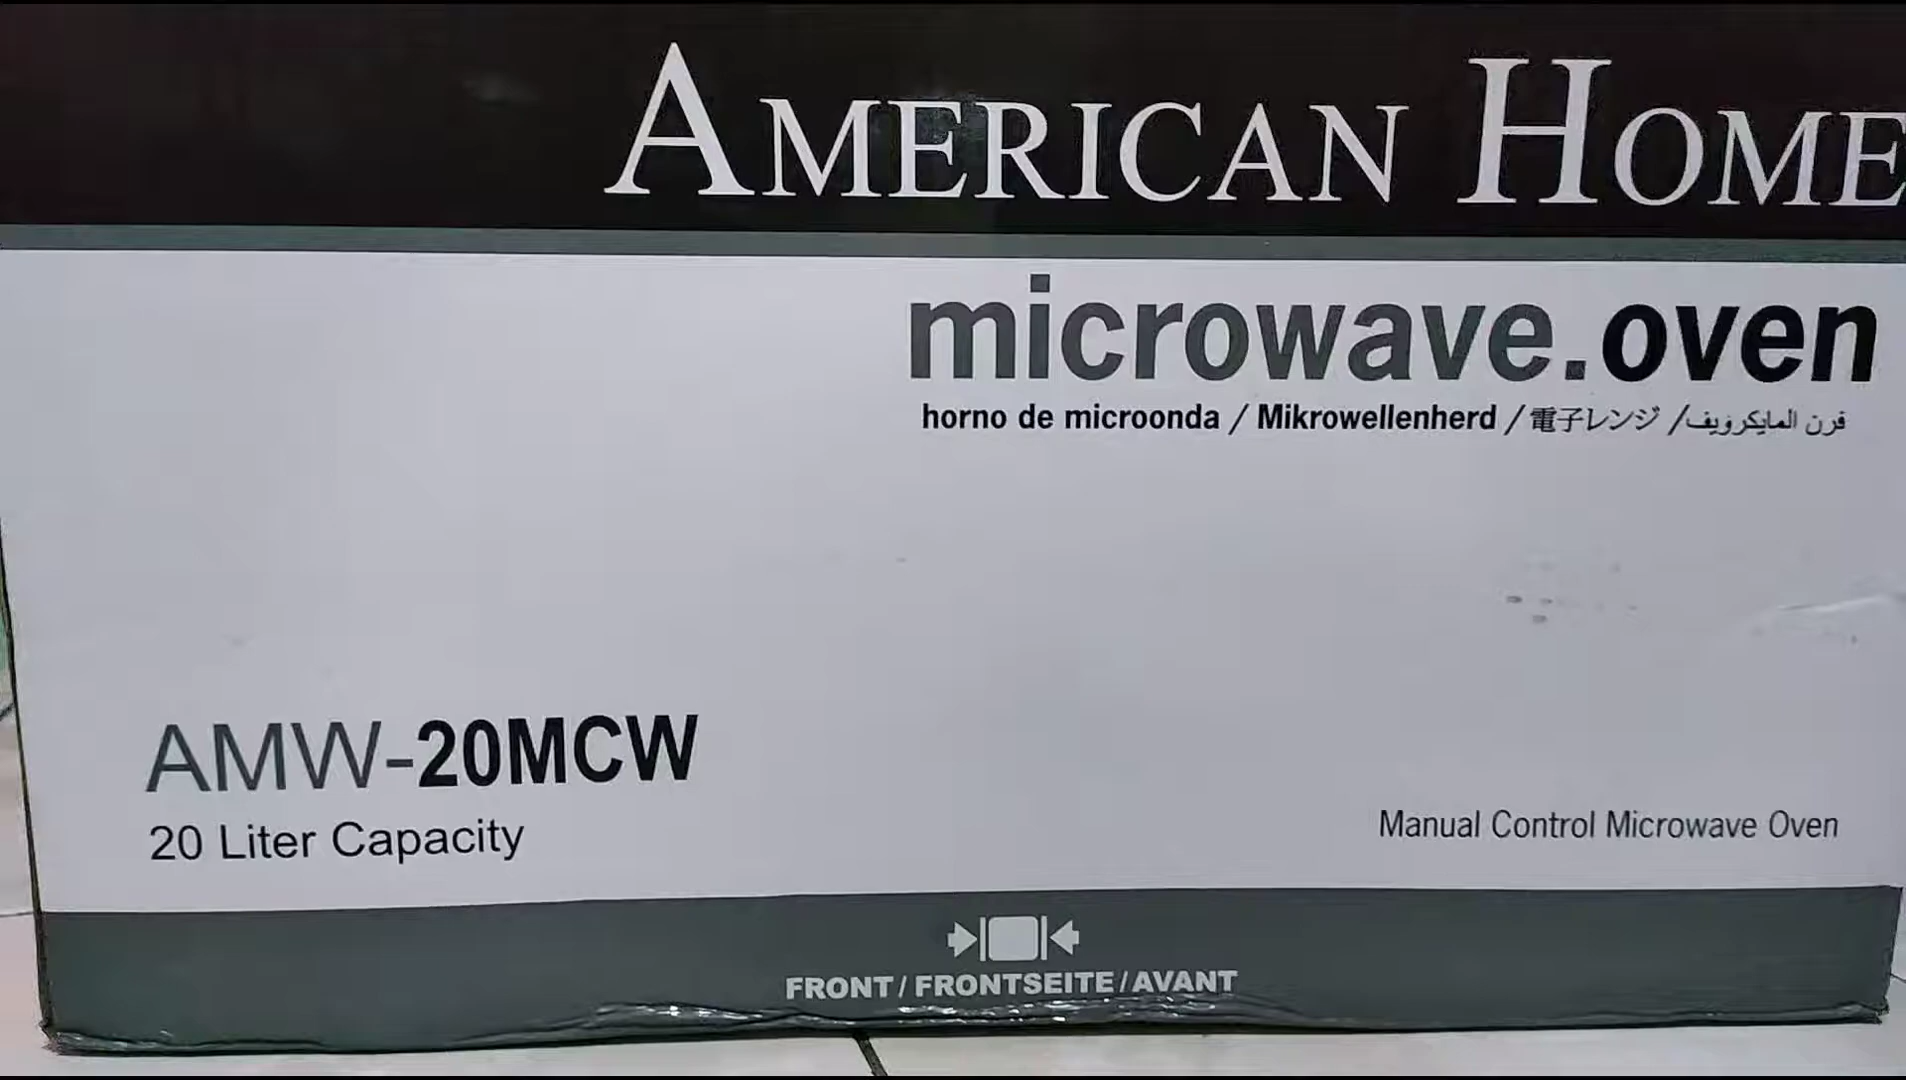 AMERICAN HOME
microwave.oven
horno de microonda / Mikrowellenherd / 電子レンジ / فرن المايكرؤيف
AMW-20MCW
20 Liter Capacity
Manual Control Microwave Oven
FRONT / FRONTSEITE / AVANT